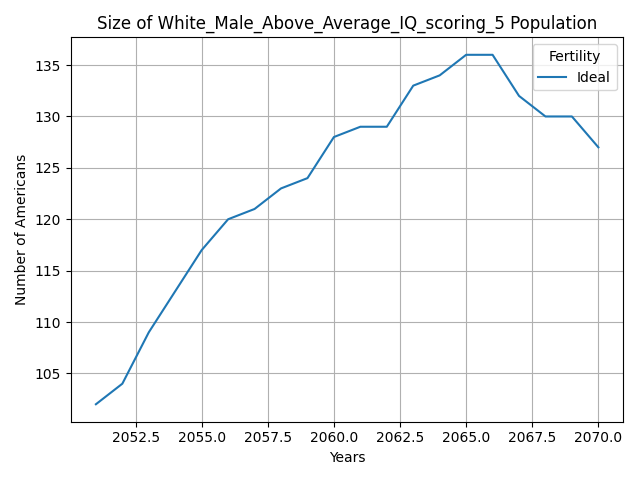 Size of White_Male_Above_Average_IQ_scoring_5 Population
Fertility
Ideal
135
130
125
120
115
110
105
Number of Americans
2052.5 2055.0 2057.5 2060.0 2062.5 2065.0 2067.5 2070.0
Years